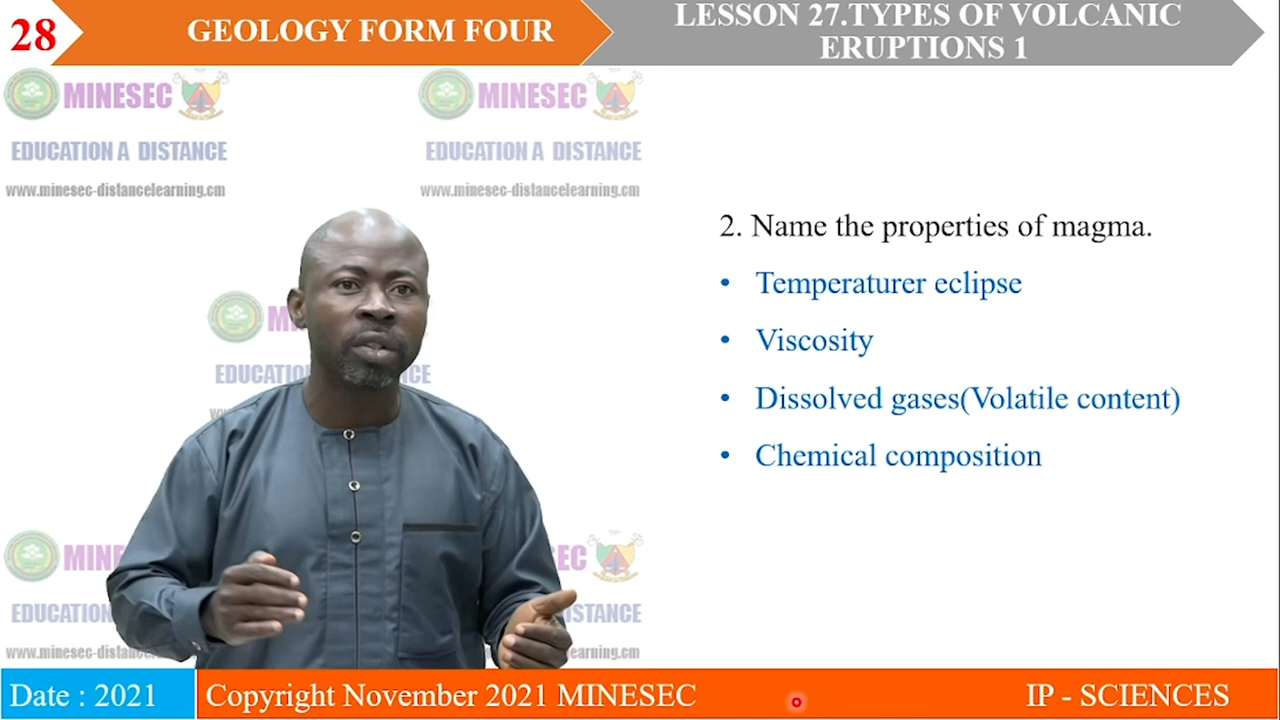 28
GEOLOGY FORM FOUR
LESSON 27.TYPES OF VOLCANIC
ERUPTIONS 1
MINESEC
EDUCATION A DISTANCE
www.minesec-distancelearning.cm
MINESEC
EDUCATION A DISTANCE
www.minesec-distancelearning.cm
2. Name the properties of magma.
• Temperaturer eclipse
• Viscosity
• Dissolved gases(Volatile content)
• Chemical composition
Date : 2021
Copyright November 2021 MINESEC
IP - SCIENCES